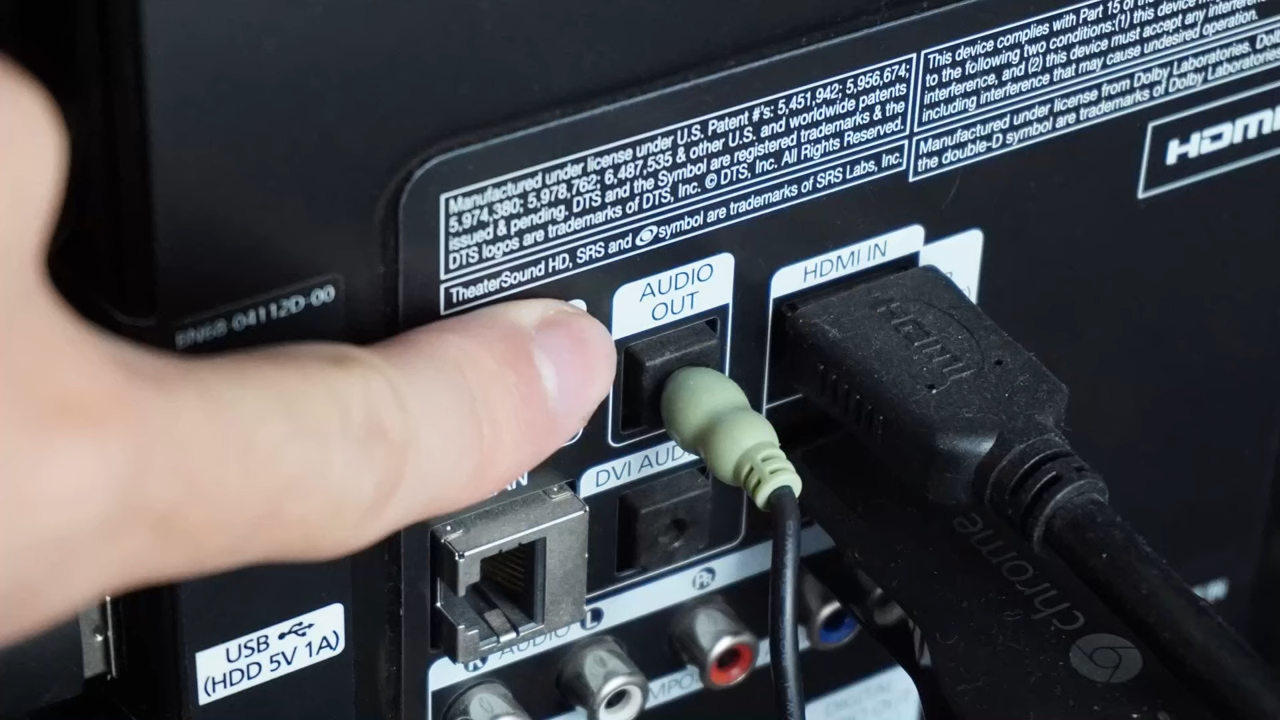 Manufactured under license under U.S. Patent #'s: 5,451,942; 5,956,674;
5,974,380; 5,978,762; 6,487,535 & other U.S. and worldwide patents
issued & pending. DTS and the Symbol are registered trademarks & the
DTS logos are trademarks of DTS, Inc. © DTS, Inc. All Rights Reserved.
TheaterSound HD, SRS and symbol are trademarks of SRS Labs, Inc.
This device complies with Part 15 of the
to the following two conditions:(1) this device
interference, and (2) this device must accept any interference
including interference that may cause undesired operation.
Manufactured under license from Dolby Laboratories. Dolby
the double-D symbol are trademarks of Dolby Laboratories
HDMI
BN68-04112D-00
AUDIO
OUT
HDMI IN
HDMI
DVI AUD
USB
(HDD 5V 1A)
PR
R AUDIO L
chrome